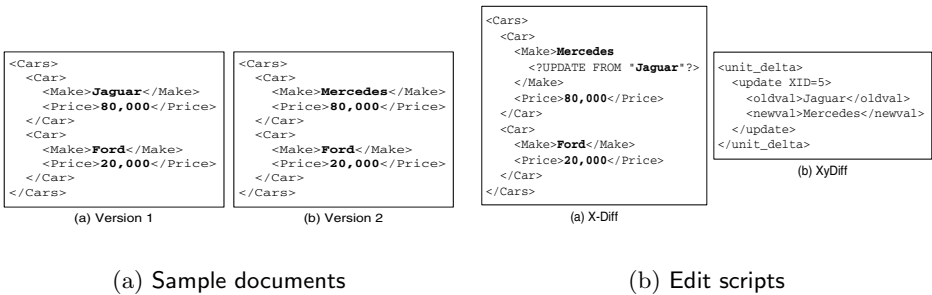 <Cars>
  <Car>
    <Make>Jaguar</Make>
    <Price>80,000</Price>
  </Car>
  <Car>
    <Make>Ford</Make>
    <Price>20,000</Price>
  </Car>
</Cars>
(a) Version 1
<Cars>
  <Car>
    <Make>Mercedes</Make>
    <Price>80,000</Price>
  </Car>
  <Car>
    <Make>Ford</Make>
    <Price>20,000</Price>
  </Car>
</Cars>
(b) Version 2
(a) Sample documents
<Cars>
  <Car>
    <Make>Mercedes
      <?UPDATE FROM "Jaguar"?>
    </Make>
    <Price>80,000</Price>
  </Car>
  <Car>
    <Make>Ford</Make>
    <Price>20,000</Price>
  </Car>
</Cars>
(a) X-Diff
<unit_delta>
  <update XID=5>
    <oldval>Jaguar</oldval>
    <newval>Mercedes</newval>
  </update>
</unit_delta>
(b) XyDiff
(b) Edit scripts